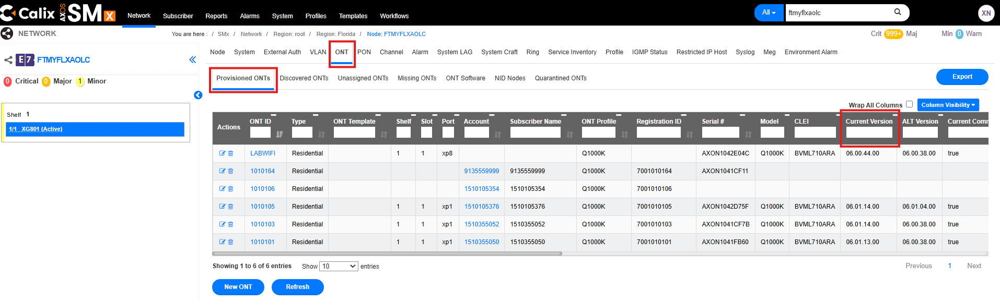 Calix AXOS SMx Network Subscriber Reports Alarms System Profiles Templates Workflows All ftmyflxaolc XN
NETWORK You are here : / SMx / Network / Region: root / Region: Florida / Node: FTMYFLXAOLC Crit 999+ Maj Min 0 Warn
Node System External Auth VLAN ONT PON Channel Alarm System LAG System Craft Ring Service Inventory Profile IGMP Status Restricted IP Host Syslog Meg Environment Alarm
E7 FTMYFLXAOLC
0 Critical 0 Major 1 Minor
Provisioned ONTs Discovered ONTs Unassigned ONTs Missing ONTs ONT Software NID Nodes Quarantined ONTs Export
Shelf 1
1/1_ XG801 (Active)
Wrap All Columns Column Visibility
Actions ONT ID Type ONT Template Shelf Slot Port Account Subscriber Name ONT Profile Registration ID Serial # Model CLEI Current Version ALT Version Current Comr
LABWIFI Residential 1 1 xp8 Q1000K AXON1042E04C Q1000K BVML710ARA 06.00.44.00 06.00.38.00 true
1010164 Residential 9135559999 9135559999 Q1000K 7001010164 AXON1041CF11
1010106 Residential 1510105354 1510105354 Q1000K 7001010106
1010105 Residential 1 1 xp1 1510105376 1510105376 Q1000K 7001010105 AXON1042D75F Q1000K BVML710ARA 06.01.14.00 06.01.04.00 true
1010103 Residential 1 1 xp1 1510355052 1510355052 Q1000K 7001010103 AXON1041CF7B Q1000K BVML710ARA 06.01.14.00 06.00.38.00 true
1010101 Residential 1 1 xp1 1510355050 1510355050 Q1000K 7001010101 AXON1041FB60 Q1000K BVML710ARA 06.01.13.00 06.00.38.00 true
Showing 1 to 6 of 6 entries Show 10 entries Previous 1 Next
New ONT Refresh